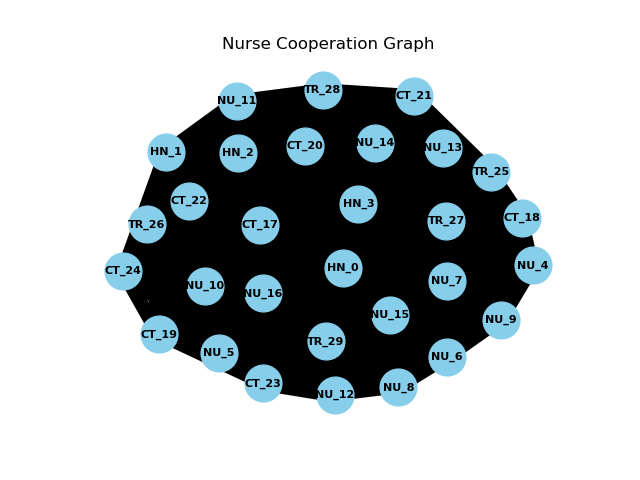 Nurse Cooperation Graph
TR_28
CT_21
NU_11
NU_14
CT_20
NU_13
HN_1
HN_2
TR_25
CT_22
HN_3
CT_18
TR_27
TR_26
CT_17
NU_4
HN_0
CT_24
NU_7
NU_10
NU_16
NU_15
NU_9
CT_19
TR_29
NU_5
NU_6
CT_23
NU_8
NU_12